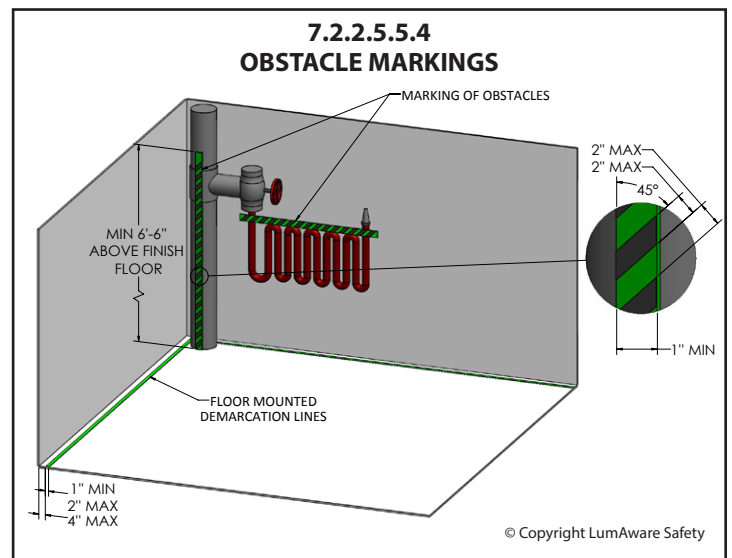 7.2.2.5.5.4
OBSTACLE MARKINGS
MARKING OF OBSTACLES
2" MAX
2" MAX
45°
MIN 6'-6"
ABOVE FINISH
FLOOR
1" MIN
FLOOR MOUNTED
DEMARCATION LINES
1" MIN
2" MAX
4" MAX
© Copyright LumAware Safety